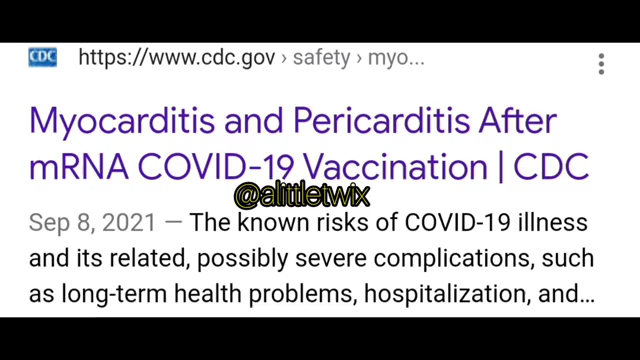 CDC https://www.cdc.gov › safety › myo...
Myocarditis and Pericarditis After
mRNA COVID-19 Vaccination | CDC
@alittletwix
Sep 8, 2021 — The known risks of COVID-19 illness
and its related, possibly severe complications, such
as long-term health problems, hospitalization, and...